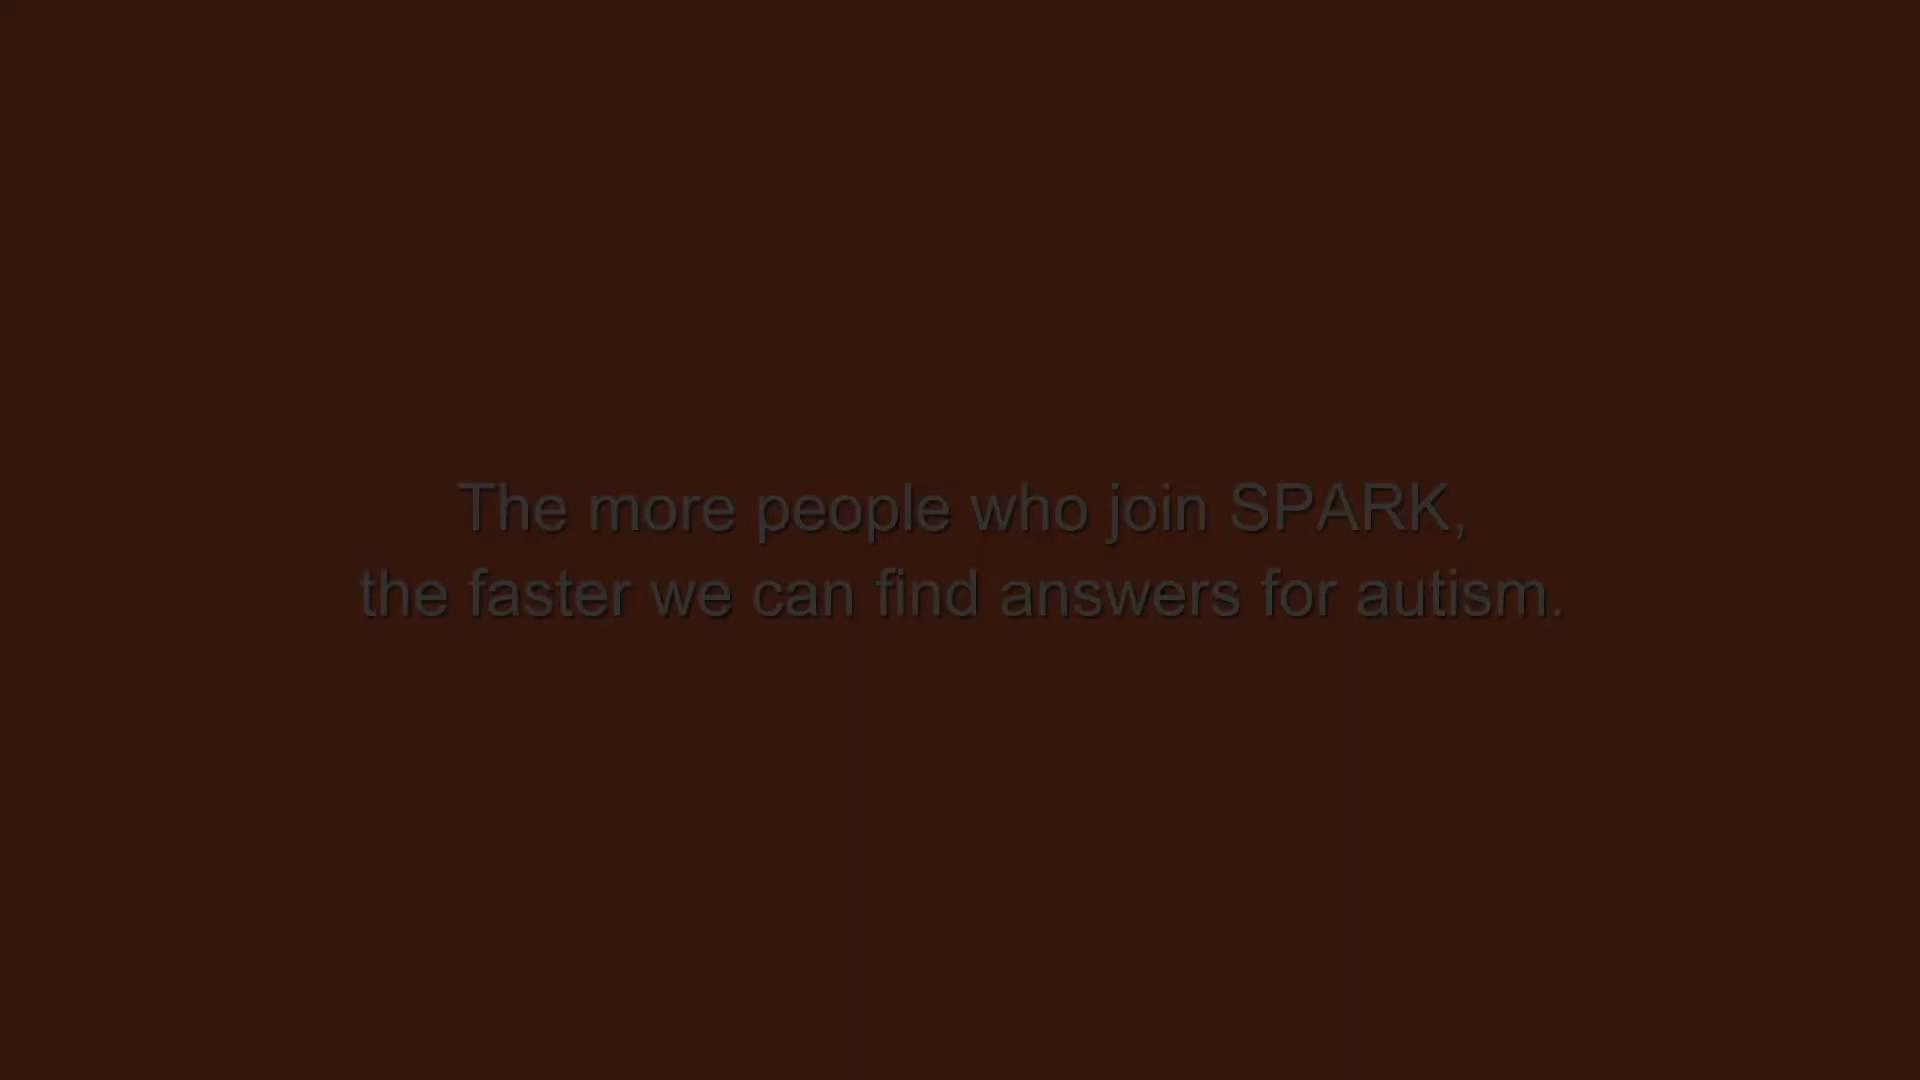 The more people who join SPARK,
the faster we can find answers for autism.